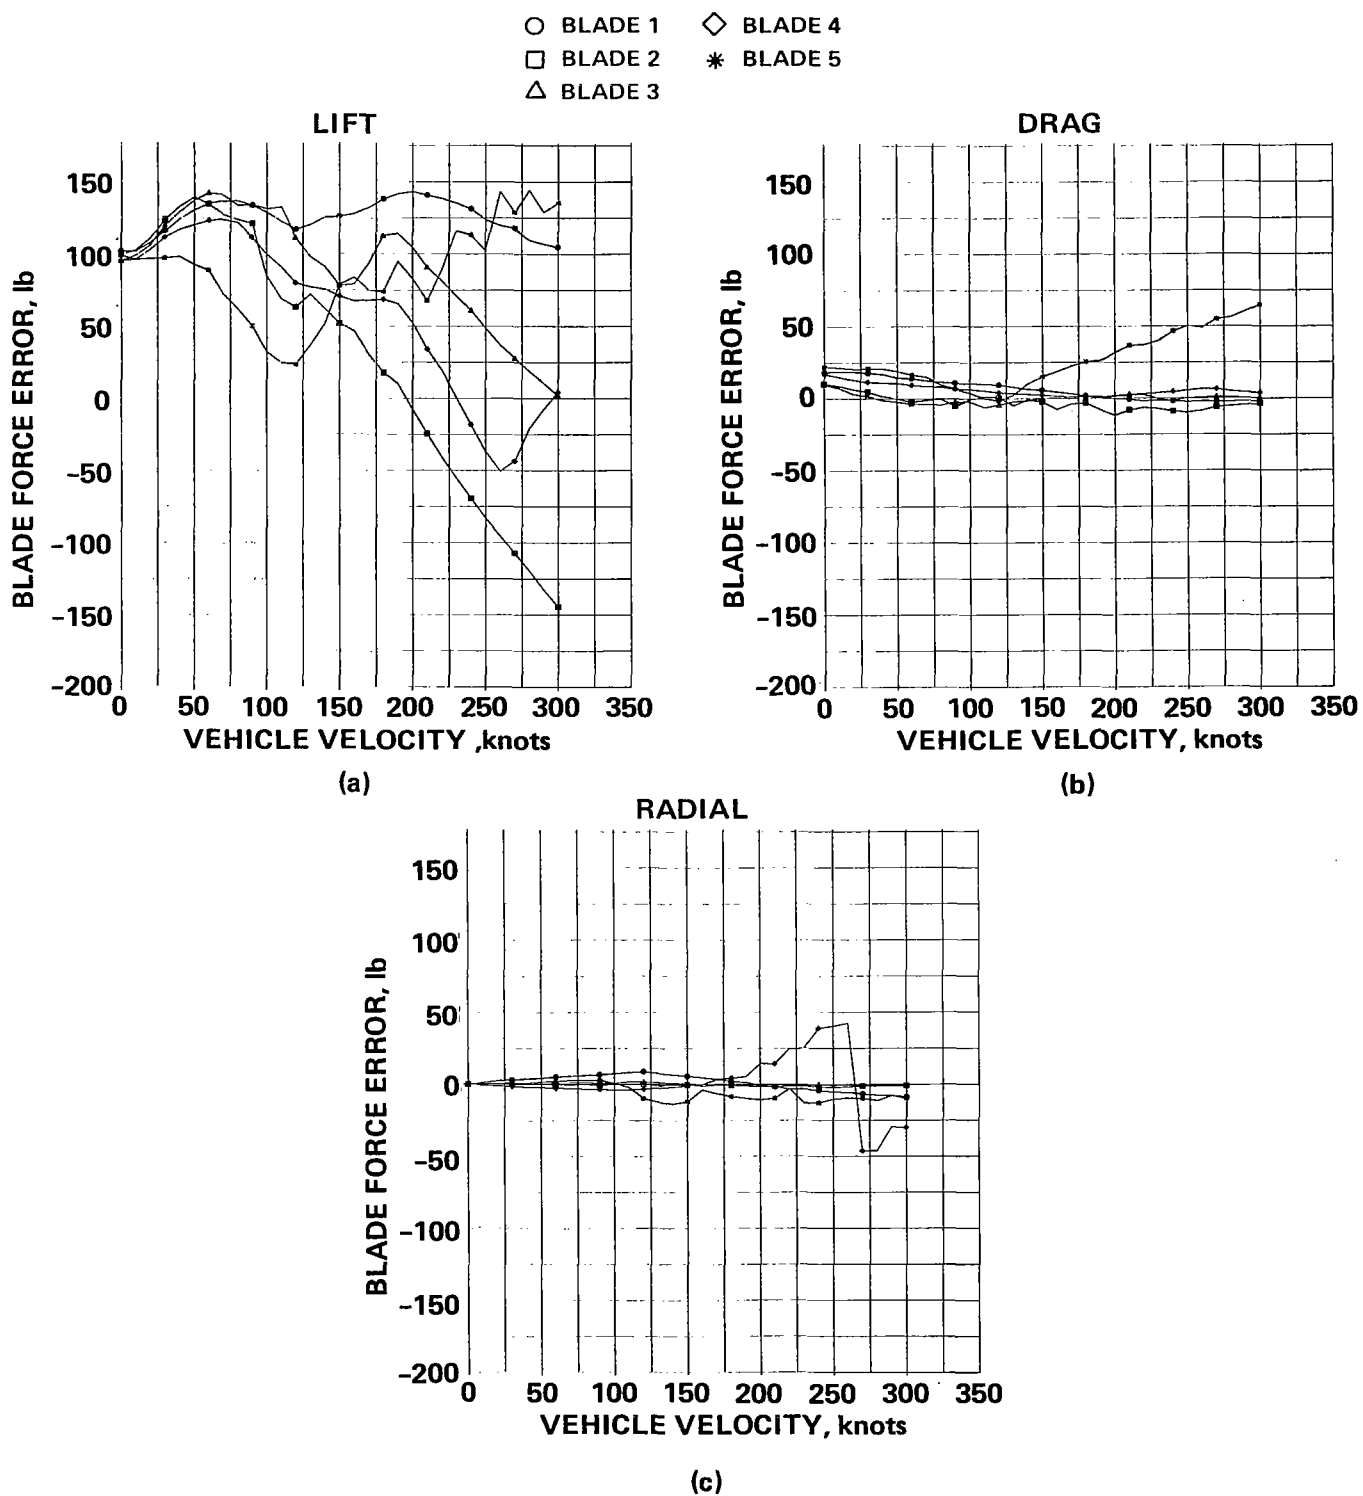 BLADE 1
BLADE 4
BLADE 2
BLADE 5
BLADE 3
LIFT
150
100
50
0
-50
-100
-150
-200
BLADE FORCE ERROR, lb
0 50 100 150 200 250 300 350
VEHICLE VELOCITY ,knots
(a)
DRAG
150
100
50
0
-50
-100
-150
-200
BLADE FORCE ERROR, lb
0 50 100 150 200 250 300 350
VEHICLE VELOCITY, knots
(b)
RADIAL
150
100
50
0
-50
-100
-150
-200
BLADE FORCE ERROR, lb
0 50 100 150 200 250 300 350
VEHICLE VELOCITY, knots
(c)